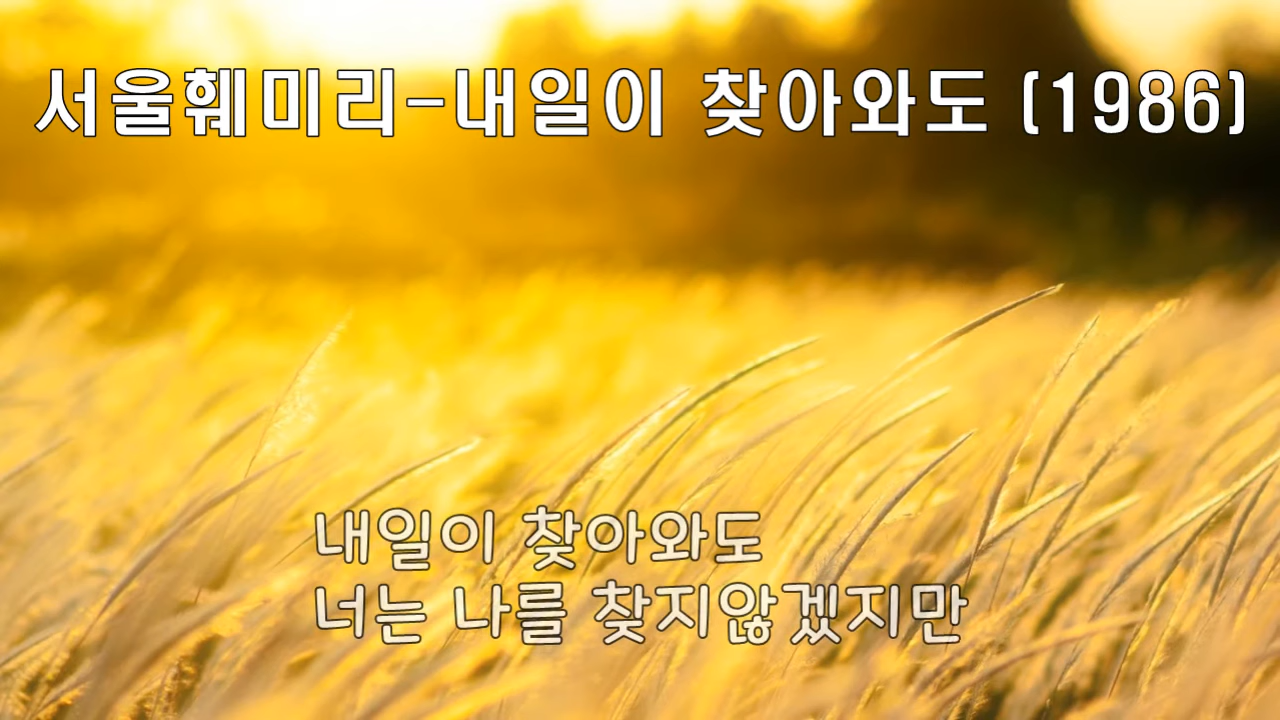 서울훼미리-내일이 찾아와도 (1986)
내일이 찾아와도
너는 나를 찾지않겠지만